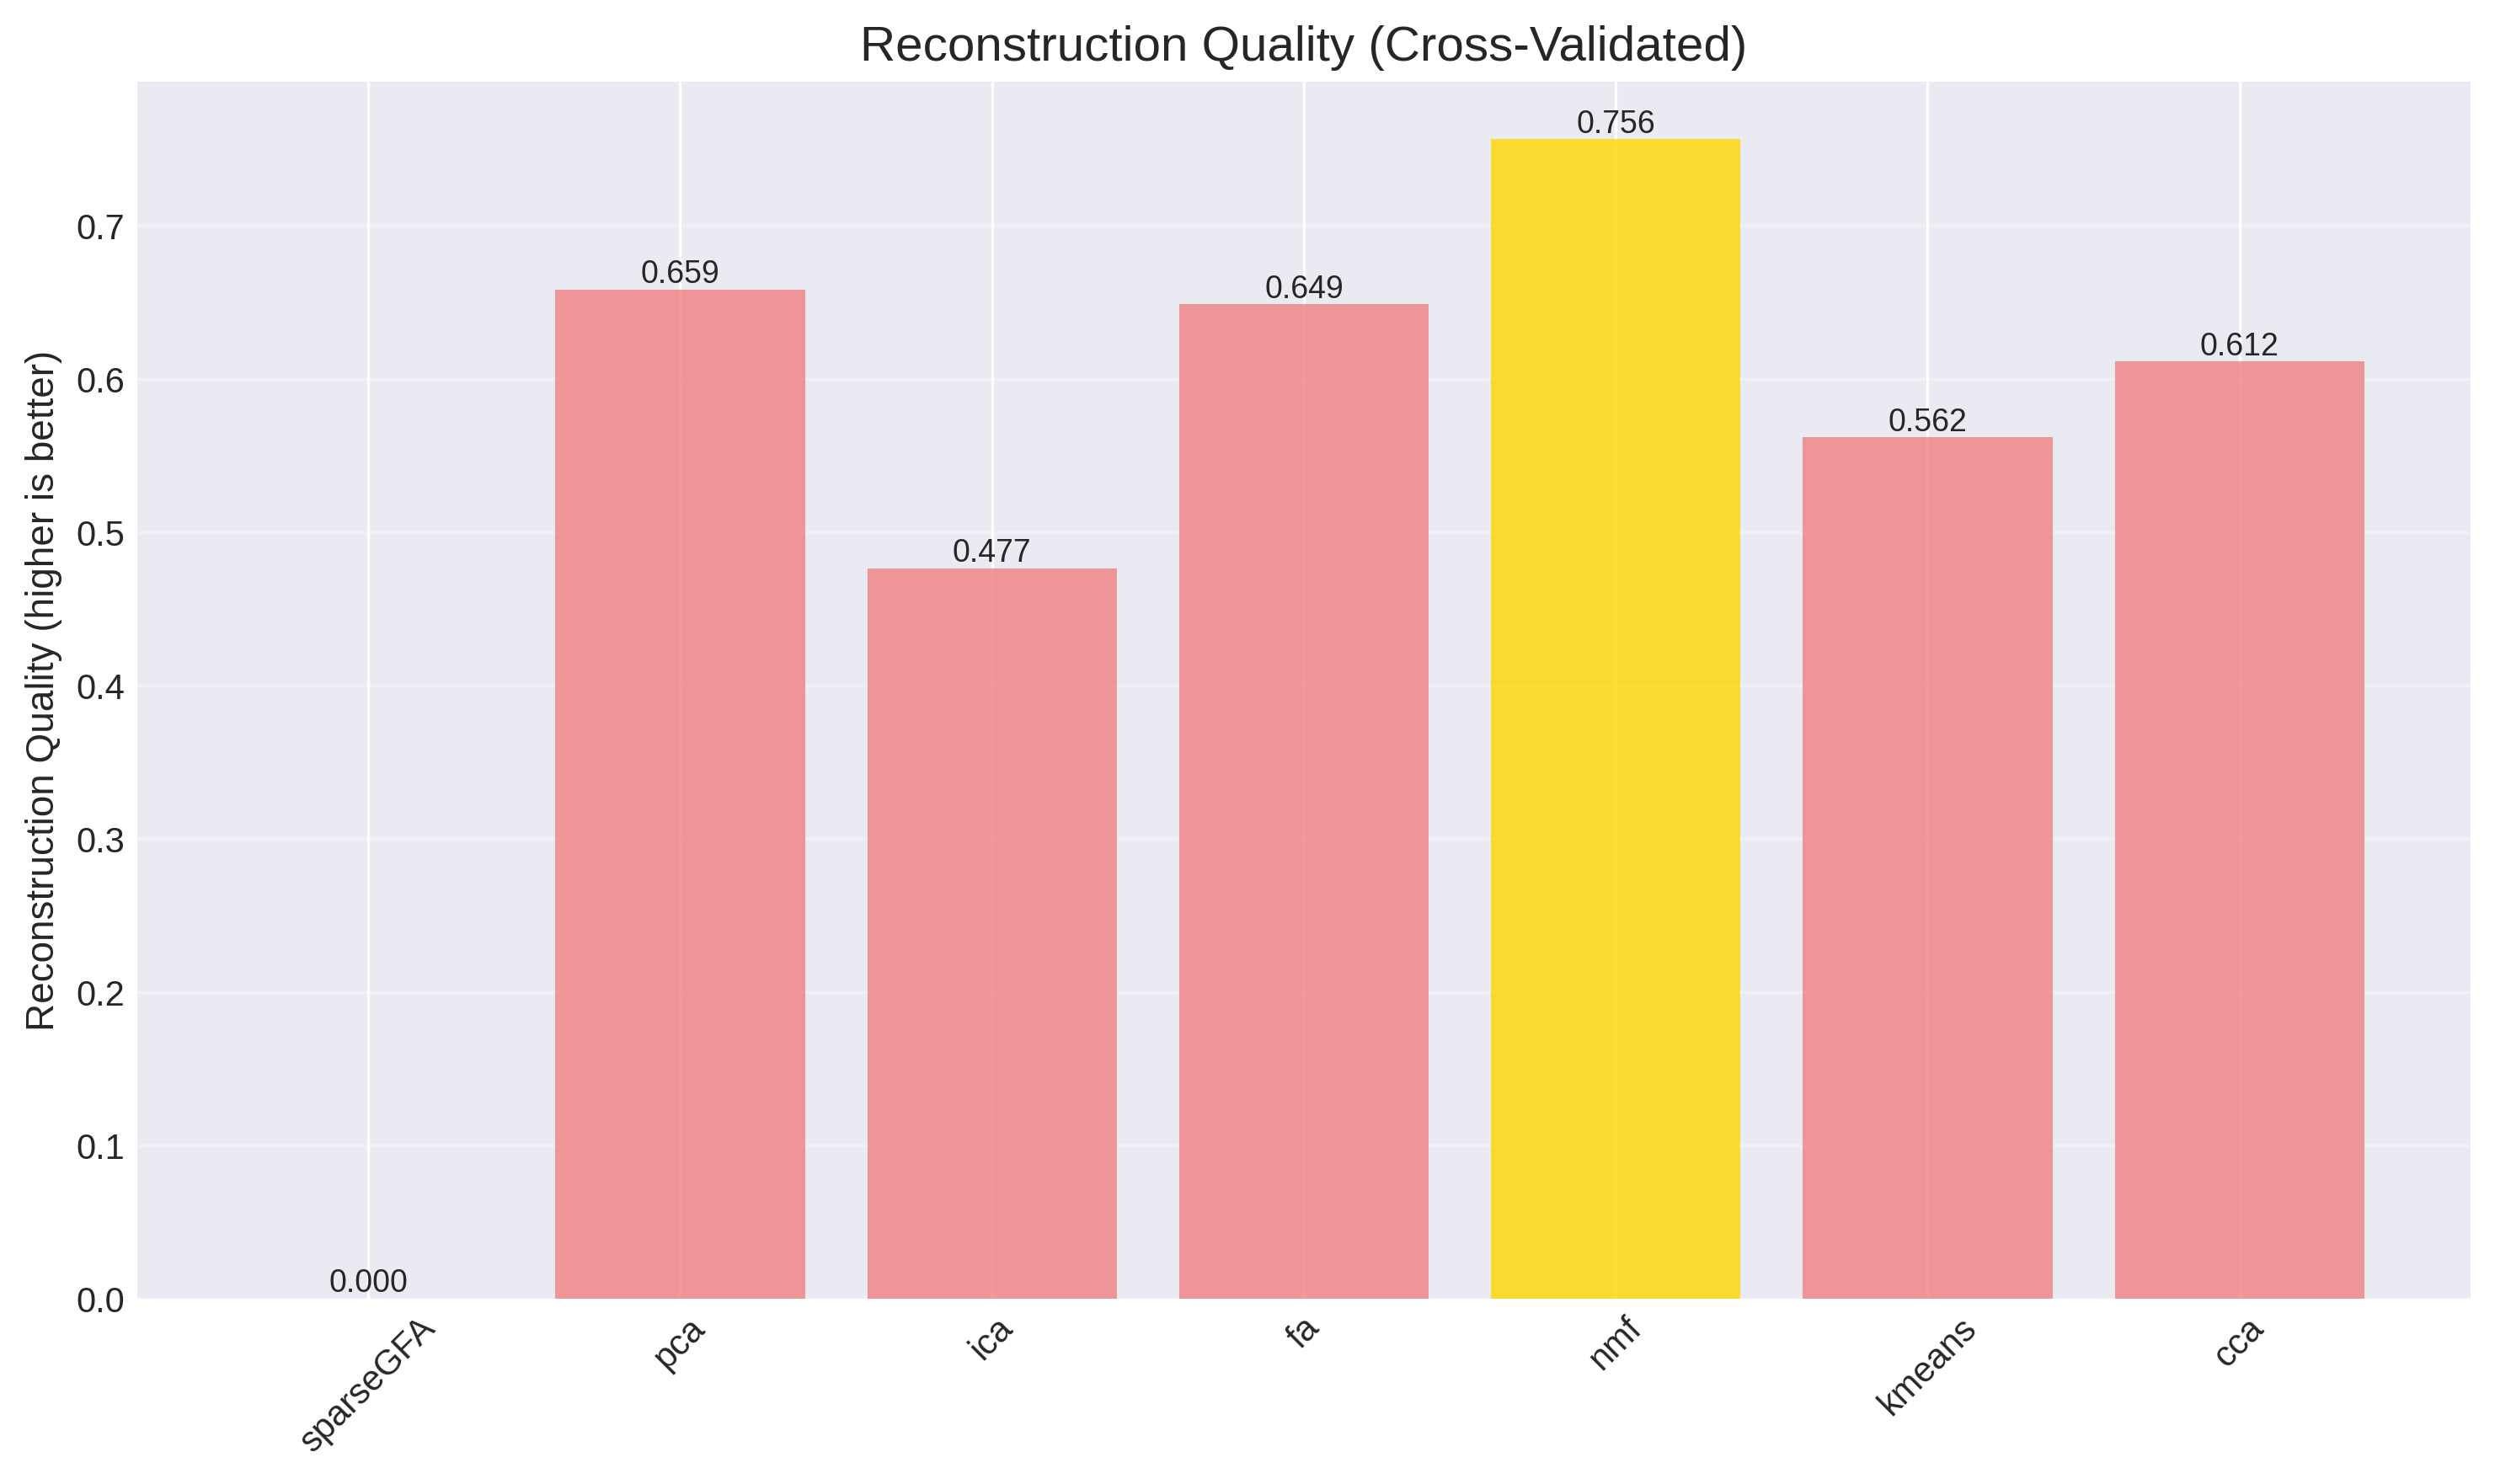 Reconstruction Quality (Cross-Validated)
Reconstruction Quality (higher is better)
0.7
0.6
0.5
0.4
0.3
0.2
0.1
0.0
0.000
0.659
0.477
0.649
0.756
0.562
0.612
sparseGFA
pca
ica
fa
nmf
kmeans
cca